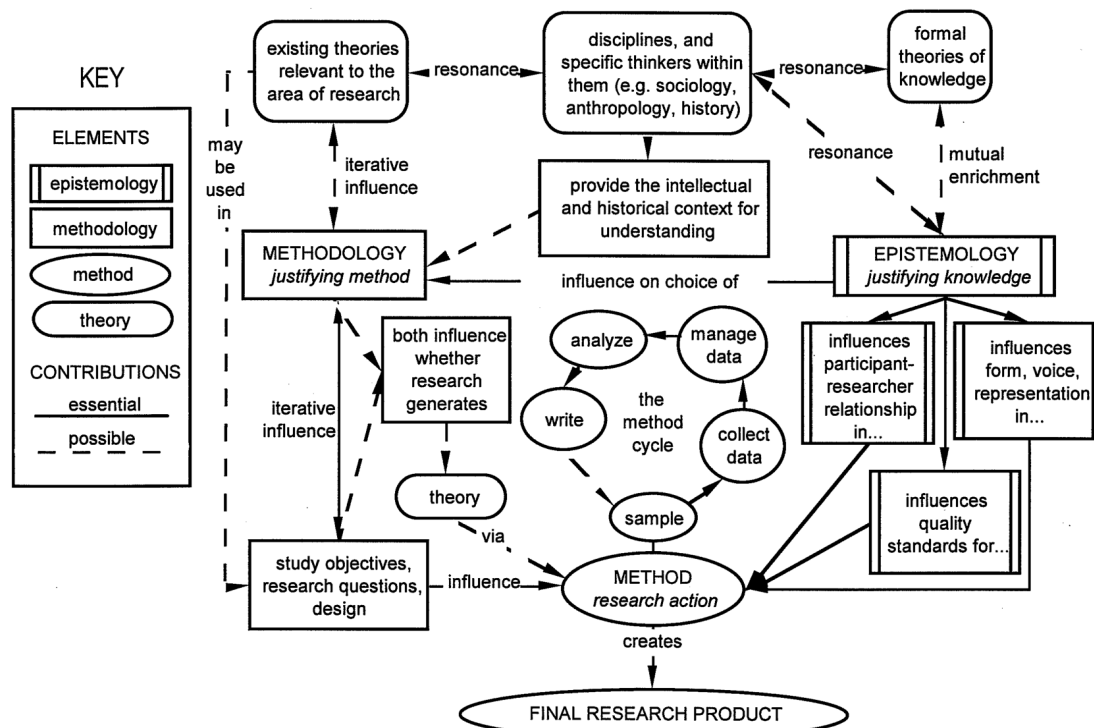 KEY
ELEMENTS
epistemology
methodology
method
theory
CONTRIBUTIONS
essential
possible
existing theories
relevant to the
area of research
resonance
disciplines, and
specific thinkers within
them (e.g. sociology,
anthropology, history)
resonance
formal
theories of
knowledge
may
be
used
in
iterative
influence
resonance
mutual
enrichment
provide the intellectual
and historical context for
understanding
METHODOLOGY
justifying method
influence on choice of
EPISTEMOLOGY
justifying knowledge
iterative
influence
both influence
whether
research
generates
theory
via
analyze
manage
data
write
the
method
cycle
collect
data
sample
influences
participant-
researcher
relationship
in...
influences
form, voice,
representation
in...
influences
quality
standards for...
study objectives,
research questions,
design
influence
METHOD
research action
creates
FINAL RESEARCH PRODUCT